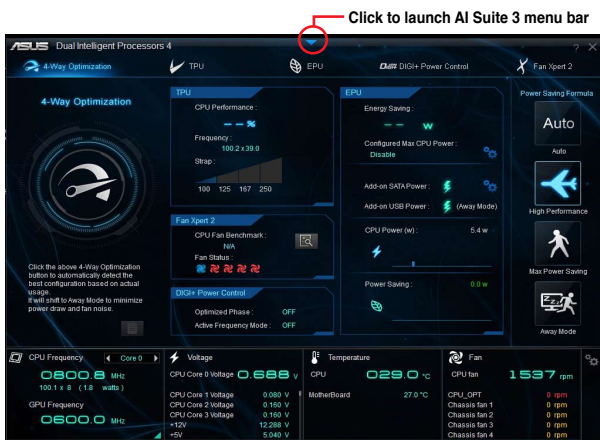 Click to launch AI Suite 3 menu bar
ASUS Dual Intelligent Processors 4
? ×
4-Way Optimization
TPU
EPU
DIGI+ Power Control
Fan Xpert 2
4-Way Optimization
Click the above 4-Way Optimization
button to automatically detect the
best configuration based on actual
usage.
It will shift to Away Mode to minimize
power draw and fan noise.
TPU
CPU Performance :
-- %
Frequency :
100.2 x 39.0
Strap :
100 125 167 250
Fan Xpert 2
CPU Fan Benchmark :
N/A
Fan Status :
DIGI+ Power Control
Optimized Phase : OFF
Active Frequency Mode : OFF
EPU
Energy Saving :
-- w
Configured Max CPU Power :
Disable
Add-on SATA Power :
Add-on USB Power : (Away Mode)
CPU Power (w) : 5.4 w
Power Saving : 0.0 w
Power Saving Formula
Auto
Auto
High Performance
Max Power Saving
Away Mode
CPU Frequency Core 0
0800.8 MHz
100.1 x 8 ( 1.8 watts )
GPU Frequency
0600.0 MHz
Voltage
CPU Core 0 Voltage 0.688 V
CPU Core 1 Voltage 0.080 V
CPU Core 2 Voltage 0.160 V
CPU Core 3 Voltage 0.160 V
+12V 12.288 V
+5V 5.040 V
Temperature
CPU 029.0 °C
MotherBoard 27.0 °C
Fan
CPU fan 1537 rpm
CPU_OPT 0 rpm
Chassis fan 1 0 rpm
Chassis fan 2 0 rpm
Chassis fan 3 0 rpm
Chassis fan 4 0 rpm